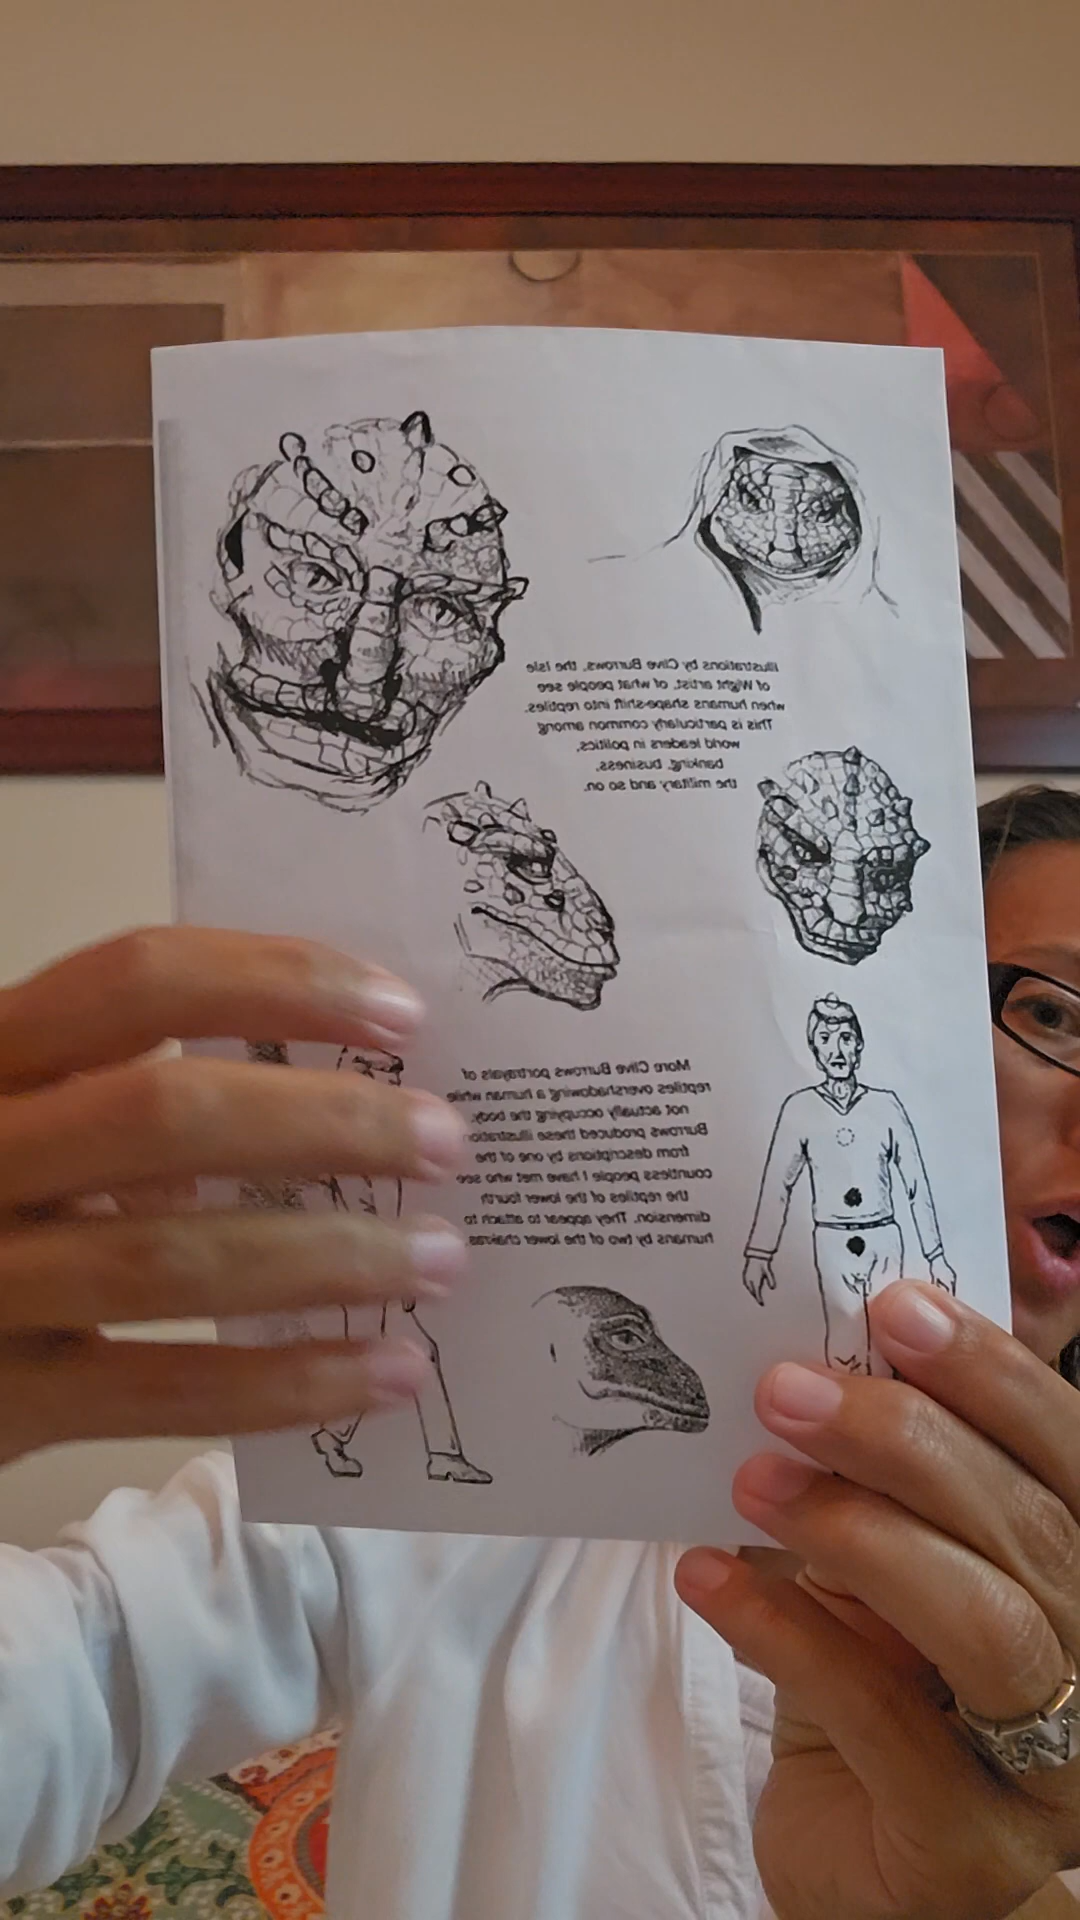 Illustrations by Clive Burrows, the Isle
of Wight artist, of what people see
when humans shape-shift into reptiles.
This is particularly common among
world leaders in politics,
banking, business,
the military and so on.
More Clive Burrows portrayals of
reptiles overshadowing a human while
not actually occupying the body.
Burrows produced these illustration
from descriptions by one of the
countless people I have met who see
the reptiles of the lower fourth
dimension. They appear to attach to
humans by two of the lower chakras.